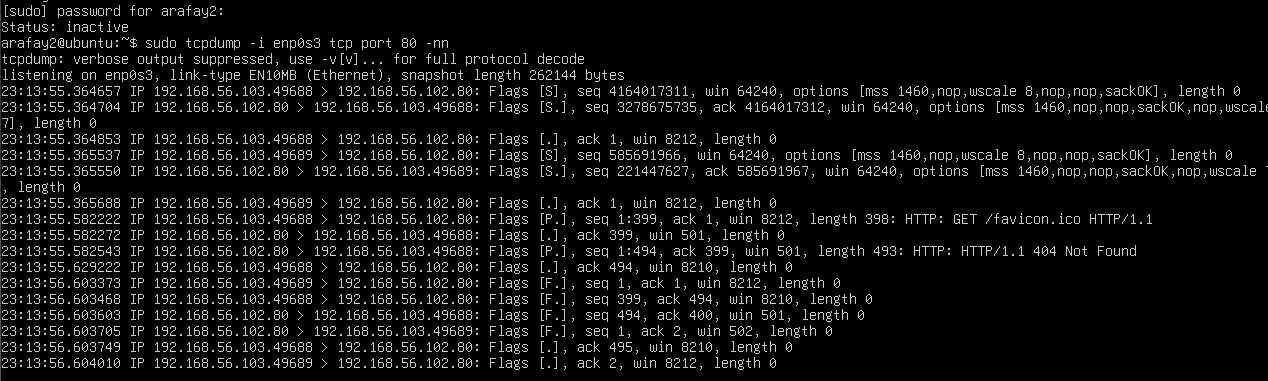 [sudo] password for arafay2:
Status: inactive
arafay2@ubuntu:~$ sudo tcpdump -i enp0s3 tcp port 80 -nn
tcpdump: verbose output suppressed, use -v[v]... for full protocol decode
listening on enp0s3, link-type EN10MB (Ethernet), snapshot length 262144 bytes
23:13:55.364657 IP 192.168.56.103.49688 > 192.168.56.102.80: Flags [S], seq 4164017311, win 64240, options [mss 1460,nop,wscale 8,nop,nop,sackOK], length 0
23:13:55.364704 IP 192.168.56.102.80 > 192.168.56.103.49688: Flags [S.], seq 3278675735, ack 4164017312, win 64240, options [mss 1460,nop,nop,sackOK,nop,wscale
7], length 0
23:13:55.364853 IP 192.168.56.103.49688 > 192.168.56.102.80: Flags [.], ack 1, win 8212, length 0
23:13:55.365537 IP 192.168.56.103.49689 > 192.168.56.102.80: Flags [S], seq 585691966, win 64240, options [mss 1460,nop,wscale 8,nop,nop,sackOK], length 0
23:13:55.365550 IP 192.168.56.102.80 > 192.168.56.103.49689: Flags [S.], seq 221447627, ack 585691967, win 64240, options [mss 1460,nop,nop,sackOK,nop,wscale 7
], length 0
23:13:55.365688 IP 192.168.56.103.49689 > 192.168.56.102.80: Flags [.], ack 1, win 8212, length 0
23:13:55.582222 IP 192.168.56.103.49688 > 192.168.56.102.80: Flags [P.], seq 1:399, ack 1, win 8212, length 398: HTTP: GET /favicon.ico HTTP/1.1
23:13:55.582272 IP 192.168.56.102.80 > 192.168.56.103.49688: Flags [.], ack 399, win 501, length 0
23:13:55.582543 IP 192.168.56.102.80 > 192.168.56.103.49688: Flags [P.], seq 1:494, ack 399, win 501, length 493: HTTP: HTTP/1.1 404 Not Found
23:13:55.629222 IP 192.168.56.103.49688 > 192.168.56.102.80: Flags [.], ack 494, win 8210, length 0
23:13:56.603373 IP 192.168.56.103.49689 > 192.168.56.102.80: Flags [F.], seq 1, ack 1, win 8212, length 0
23:13:56.603468 IP 192.168.56.103.49688 > 192.168.56.102.80: Flags [F.], seq 399, ack 494, win 8210, length 0
23:13:56.603603 IP 192.168.56.102.80 > 192.168.56.103.49688: Flags [F.], seq 494, ack 400, win 501, length 0
23:13:56.603705 IP 192.168.56.102.80 > 192.168.56.103.49689: Flags [F.], seq 1, ack 2, win 502, length 0
23:13:56.603749 IP 192.168.56.103.49688 > 192.168.56.102.80: Flags [.], ack 495, win 8210, length 0
23:13:56.604010 IP 192.168.56.103.49689 > 192.168.56.102.80: Flags [.], ack 2, win 8212, length 0